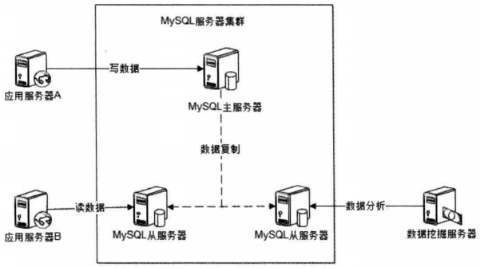 MySQL服务器集群
写数据
应用服务器A
MySQL主服务器
数据复制
读数据
数据分析
应用服务器B
MySQL从服务器
MySQL从服务器
数据挖掘服务器